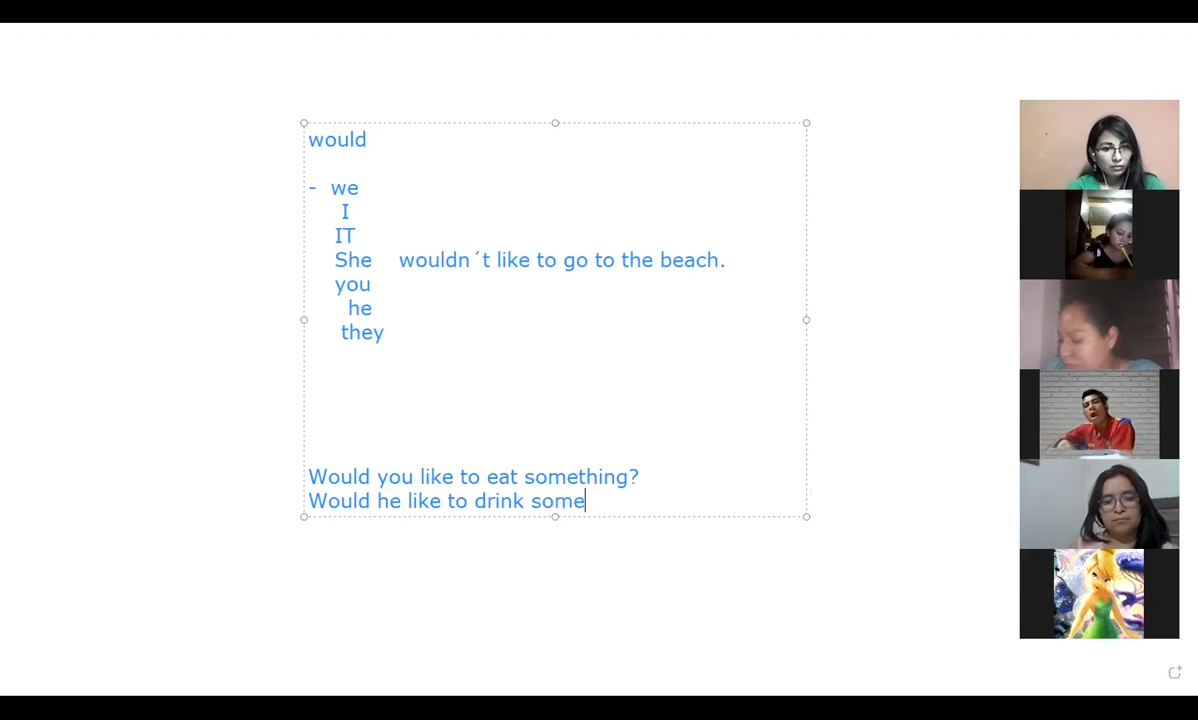 would
- we
I
IT
She wouldn´t like to go to the beach.
you
he
they
Would you like to eat something?
Would he like to drink some